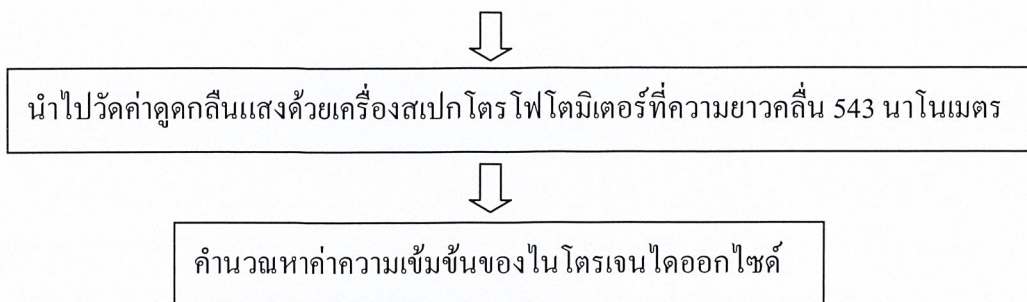 นำไปวัดค่าดูดกลืนแสงด้วยเครื่องสเปกโตรโฟโตมิเตอร์ที่ความยาวคลื่น 543 นาโนเมตร
คำนวณหาค่าความเข้มข้นของไนโตรเจนไดออกไซด์